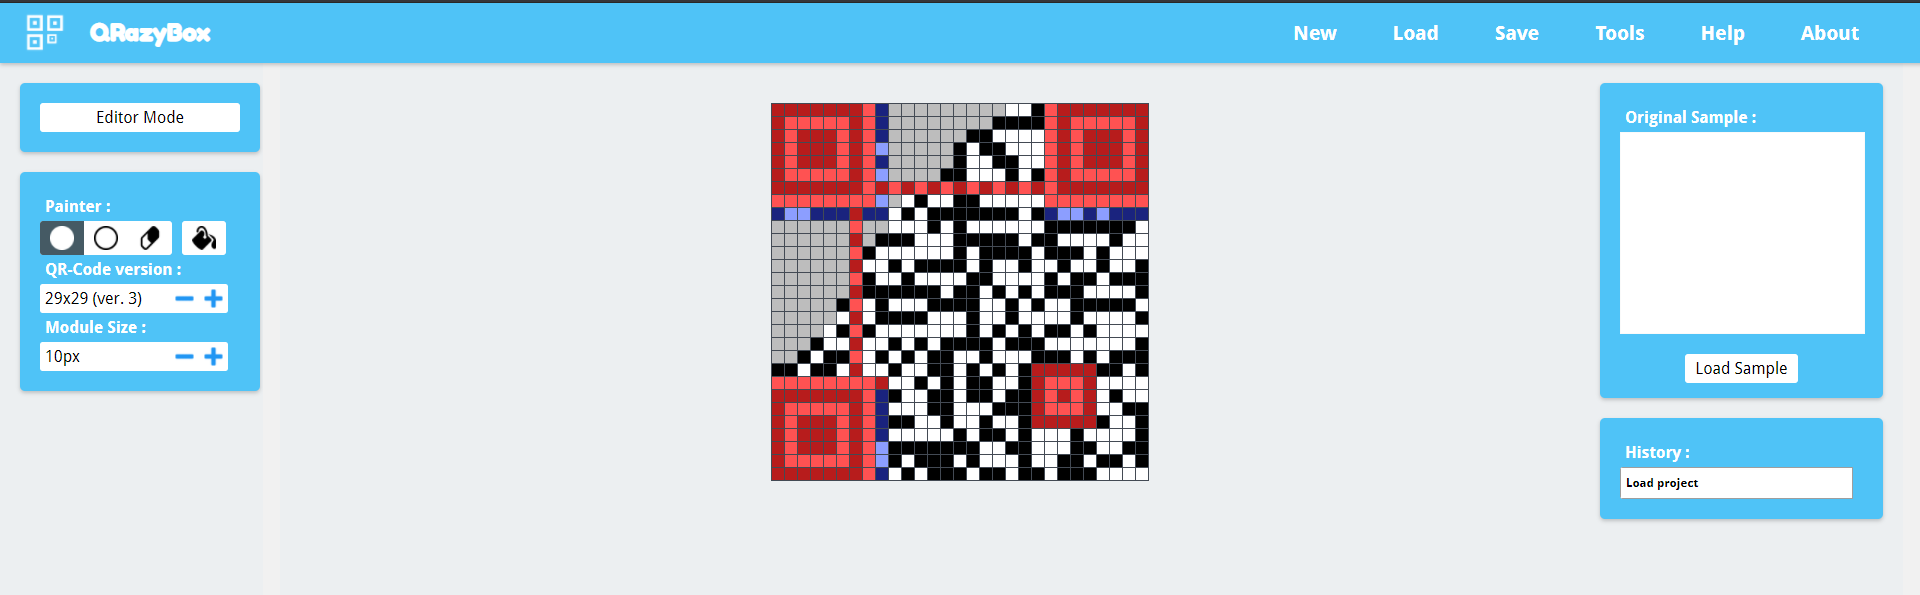 QRazyBox
New Load Save Tools Help About
Editor Mode
Painter :
QR-Code version :
29x29 (ver. 3)
Module Size :
10px
Original Sample :
Load Sample
History :
Load project